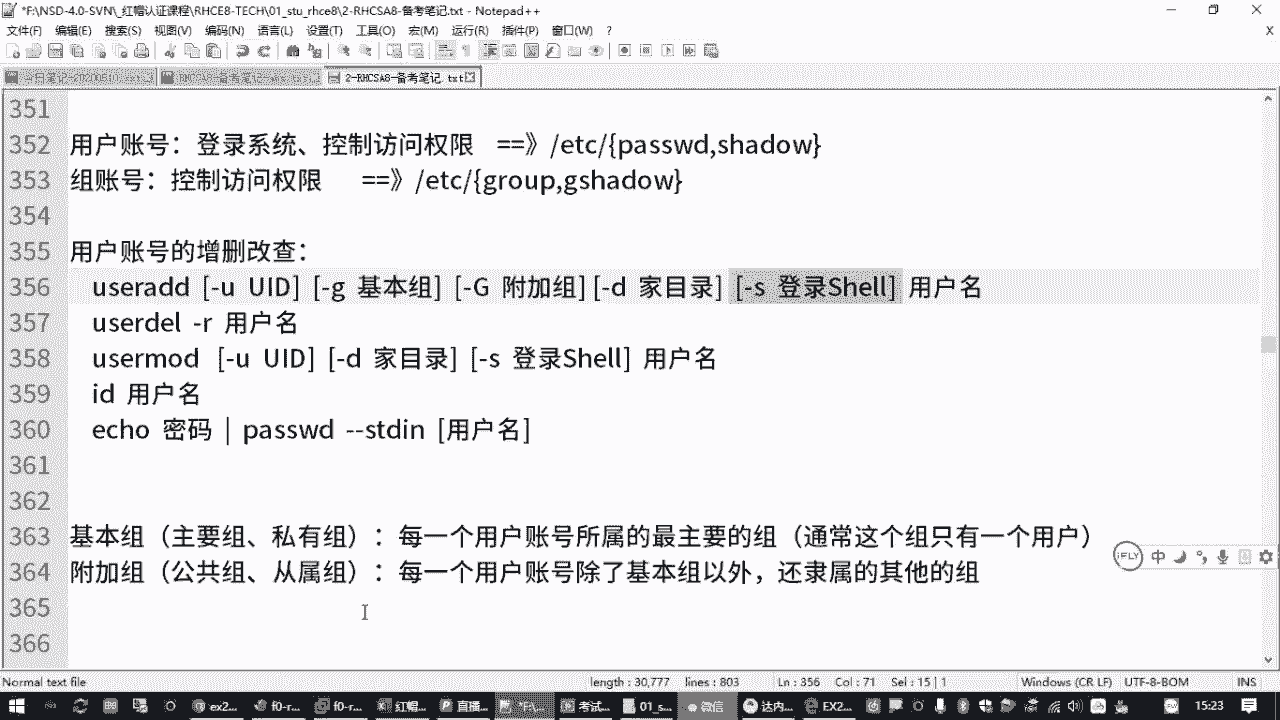 *F:\NSD-4.0-SVN\_红帽认证课程\RHCE8-TECH\01_stu_rhce8\2-RHCSA8-备考笔记.txt - Notepad++
文件(F) 编辑(E) 搜索(S) 视图(V) 编码(N) 语言(L) 设置(T) 工具(O) 宏(M) 运行(R) 插件(P) 窗口(W) ? X
2-RHCSA8-备考笔记.txt
351
352 用户账号：登录系统、控制访问权限 ==》/etc/{passwd,shadow}
353 组账号：控制访问权限 ==》/etc/{group,gshadow}
354
355 用户账号的增删改查：
356 useradd [-u UID] [-g 基本组] [-G 附加组] [-d 家目录] [-s 登录Shell] 用户名
357 userdel -r 用户名
358 usermod [-u UID] [-d 家目录] [-s 登录Shell] 用户名
359 id 用户名
360 echo 密码 | passwd --stdin [用户名]
361
362
363 基本组（主要组、私有组）：每一个用户账号所属的最主要的组（通常这个组只有一个用户）
364 附加组（公共组、从属组）：每一个用户账号除了基本组以外，还隶属的其他的组
365
366
iFLY 中
Normal text file length : 30,777 lines : 803 Ln : 356 Col : 71 Sel : 15 | 1 Windows (CR LF) UTF-8-BOM INS
ex2... f0-r... f0-r... 红帽... 直播... *F:\... 考试... 01_s... 微信 达内... EX2... 15:23